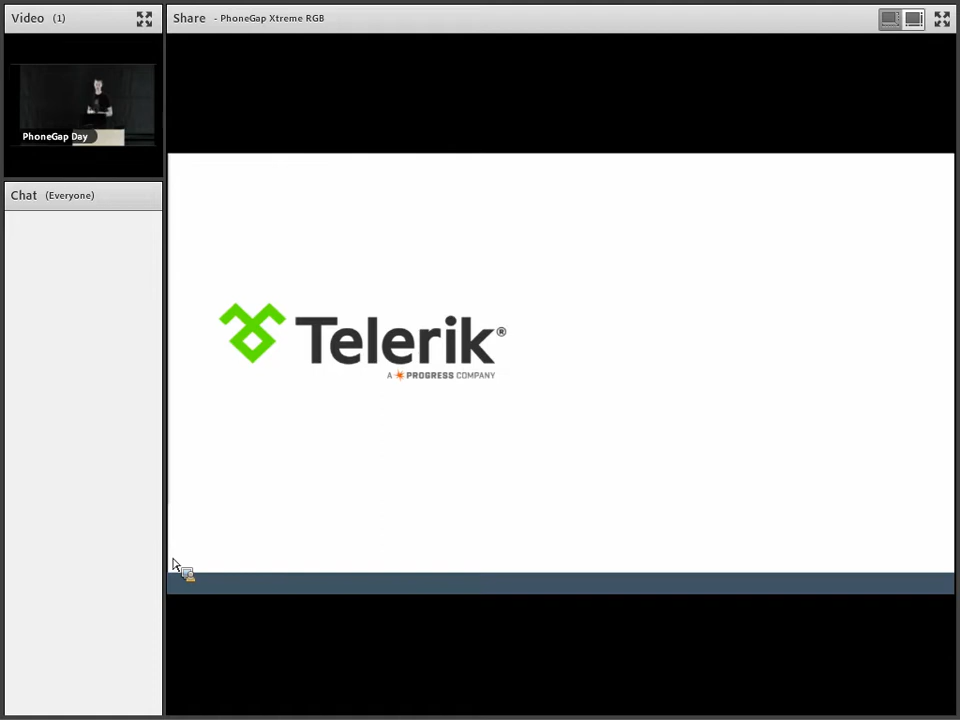 Video (1)
Share - PhoneGap Xtreme RGB
PhoneGap Day
Chat (Everyone)
Telerik®
A PROGRESS COMPANY